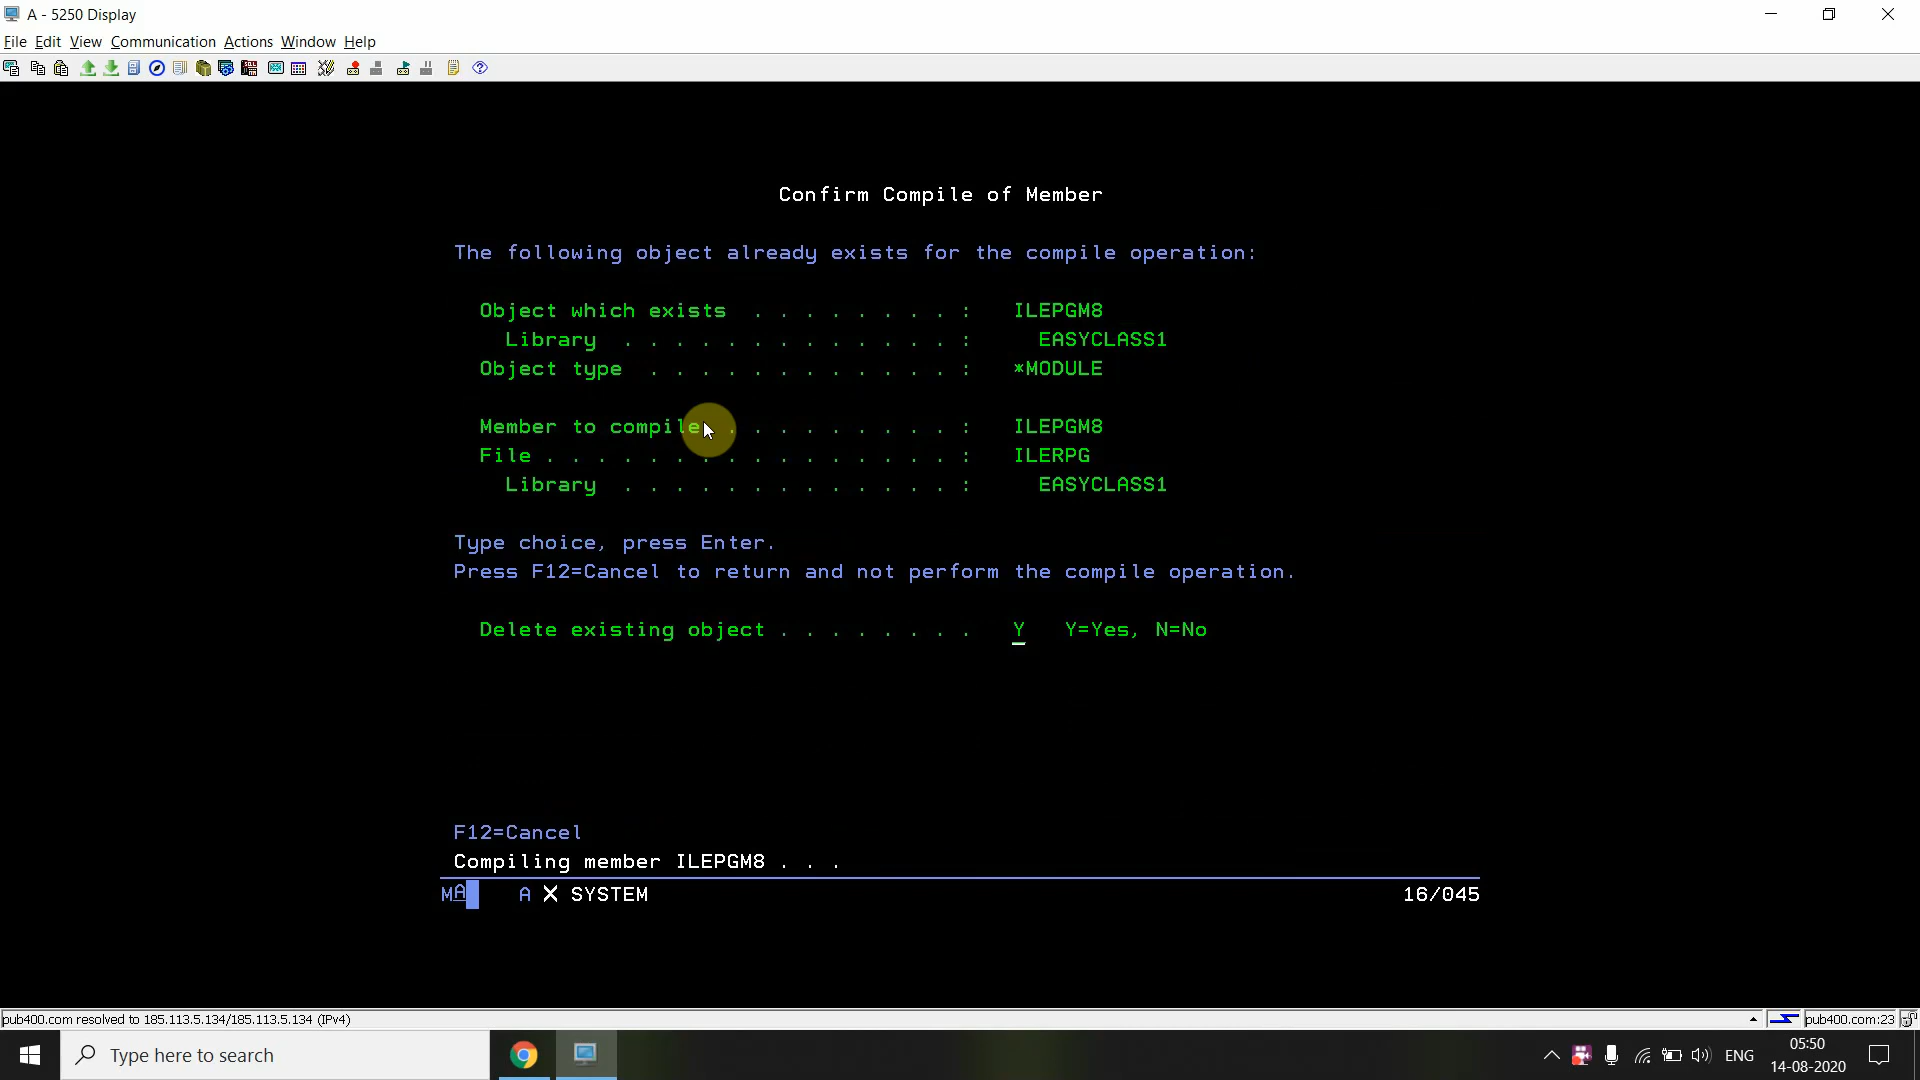 A - 5250 Display
File Edit View Communication Actions Window Help
Confirm Compile of Member
The following object already exists for the compile operation:
Object which exists . . . . . . . . : ILEPGM8
Library . . . . . . . . . . . . . . : EASYCLASS1
Object type . . . . . . . . . . . . : *MODULE
Member to compile . . . . . . . . . . : ILEPGM8
File . . . . . . . . . . . . . . . . . : ILERPG
Library . . . . . . . . . . . . . . : EASYCLASS1
Type choice, press Enter.
Press F12=Cancel to return and not perform the compile operation.
Delete existing object . . . . . . . . Y Y=Yes, N=No
F12=Cancel
Compiling member ILEPGM8 . . .
MA A X SYSTEM 16/045
pub400.com resolved to 185.113.5.134/185.113.5.134 (IPv4) pub400.com:23
Type here to search ENG 05:50
14-08-2020